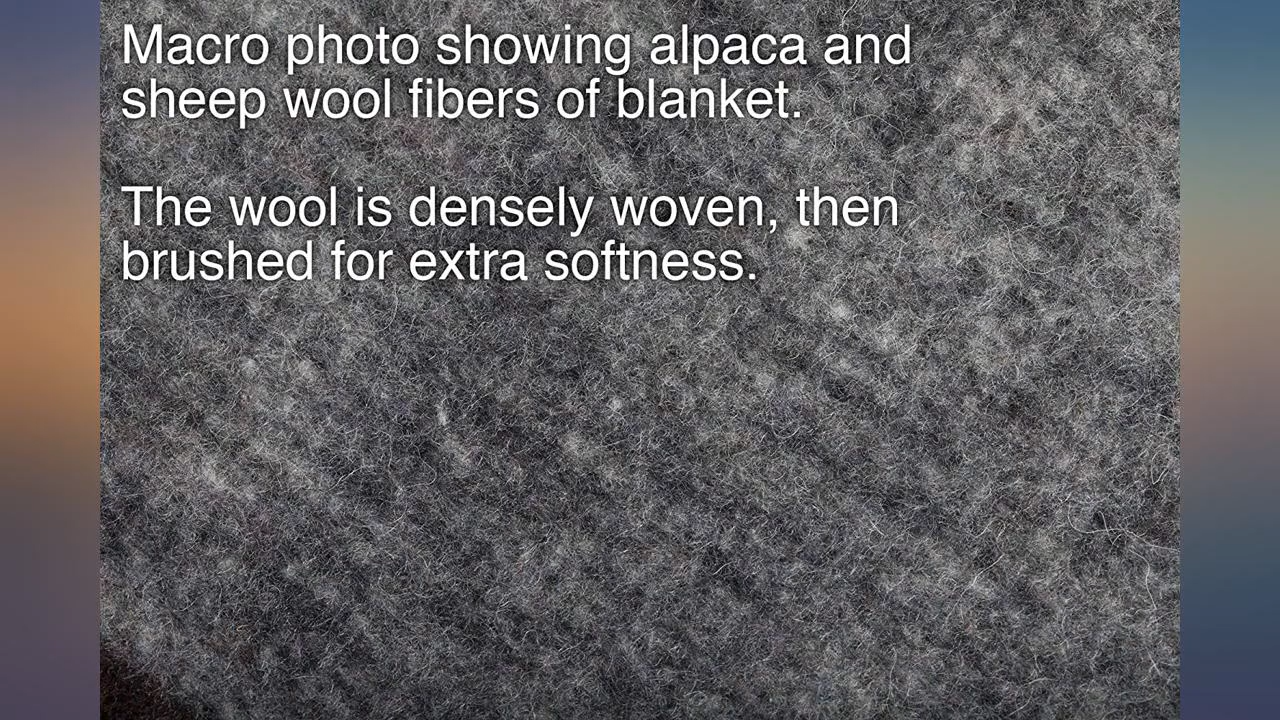 Macro photo showing alpaca and
sheep wool fibers of blanket.
The wool is densely woven, then
brushed for extra softness.